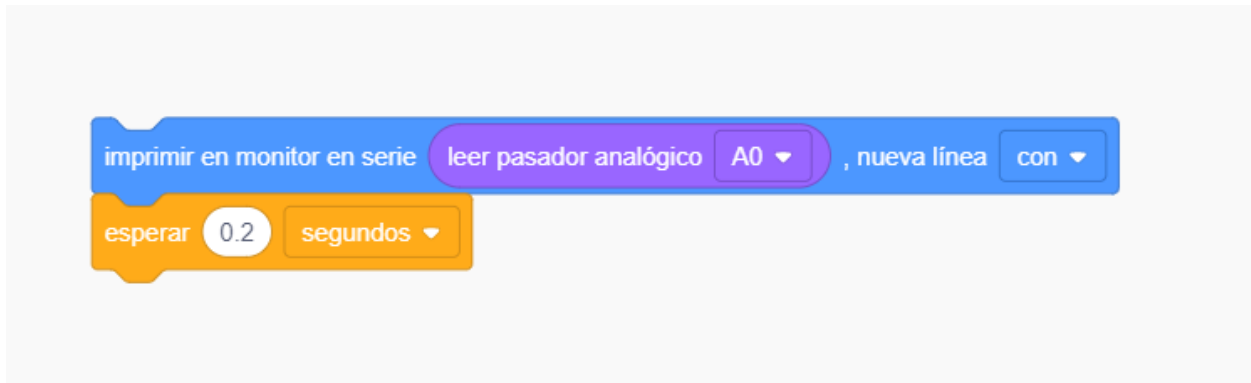 imprimir en monitor en serie leer pasador analógico A0 , nueva línea con
esperar 0.2 segundos